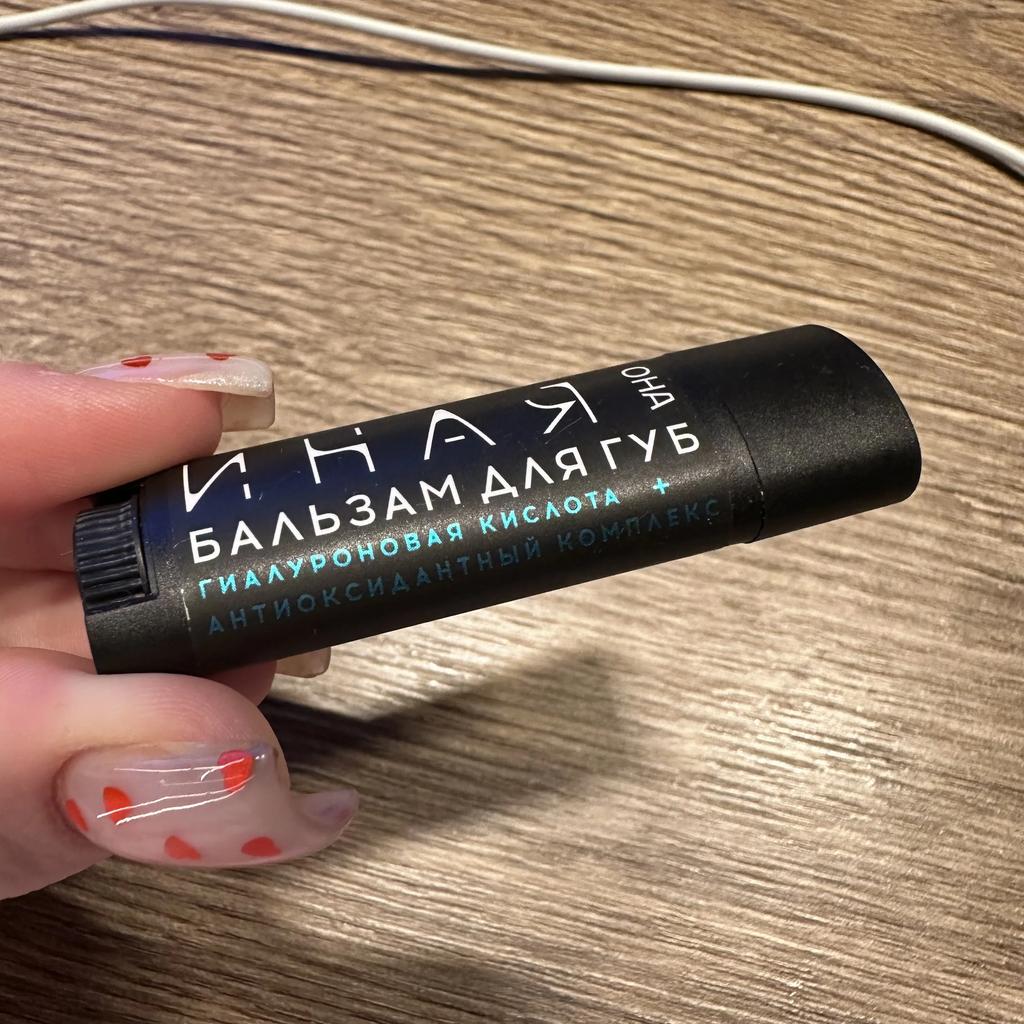 ИНАЯ
ОНА
БАЛЬЗАМ ДЛЯ ГУБ
ГИАЛУРОНОВАЯ КИСЛОТА +
АНТИОКСИДАНТНЫЙ КОМПЛЕКС